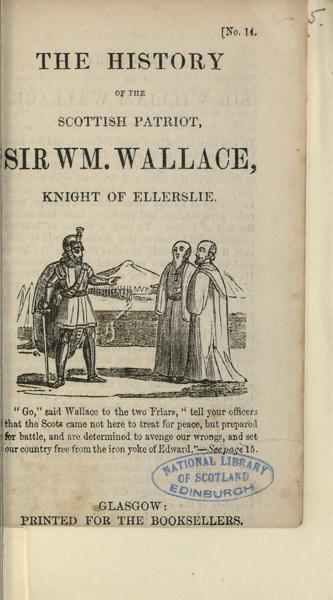 [No. 14.
5.
THE HISTORY
OF THE
SCOTTISH PATRIOT,
SIR WM. WALLACE,
KNIGHT OF ELLERSLIE.
" Go," said Wallace to the two Friars, " tell your officers
that the Scots came not here to treat for peace, but prepared
for battle, and are determined to avenge our wrongs, and set
our country free from the iron yoke of Edward."—See page 15.
NATIONAL LIBRARY
OF SCOTLAND
EDINBURGH
GLASGOW:
PRINTED FOR THE BOOKSELLERS.